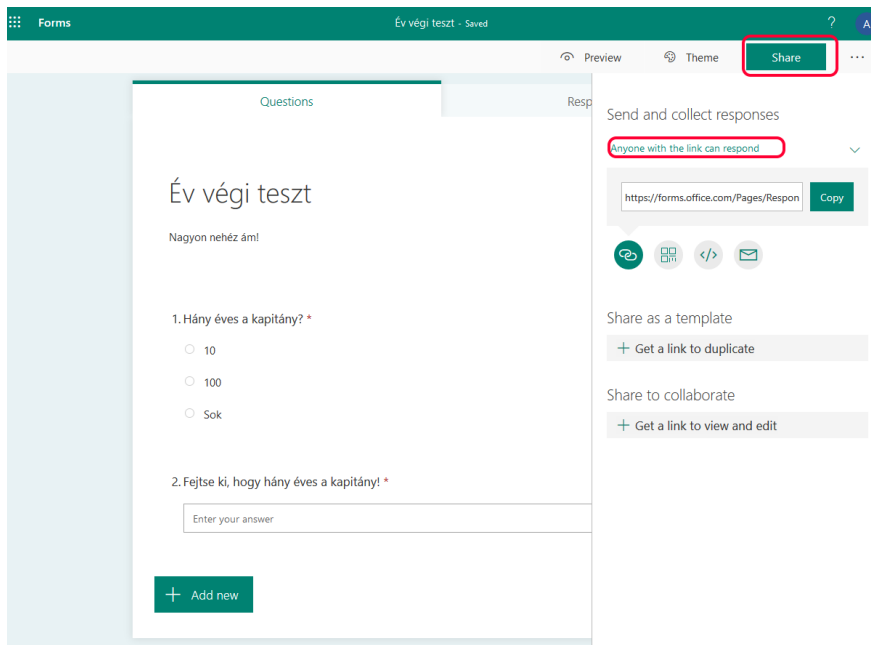 Forms
Év végi teszt - Saved
?
A
Preview
Theme
Share
...
Questions
Resp
Send and collect responses
Anyone with the link can respond
https://forms.office.com/Pages/Respon
Copy
Év végi teszt
Nagyon nehéz ám!
1. Hány éves a kapitány? *
10
100
Sok
Share as a template
+ Get a link to duplicate
Share to collaborate
+ Get a link to view and edit
2. Fejtse ki, hogy hány éves a kapitány! *
Enter your answer
+ Add new